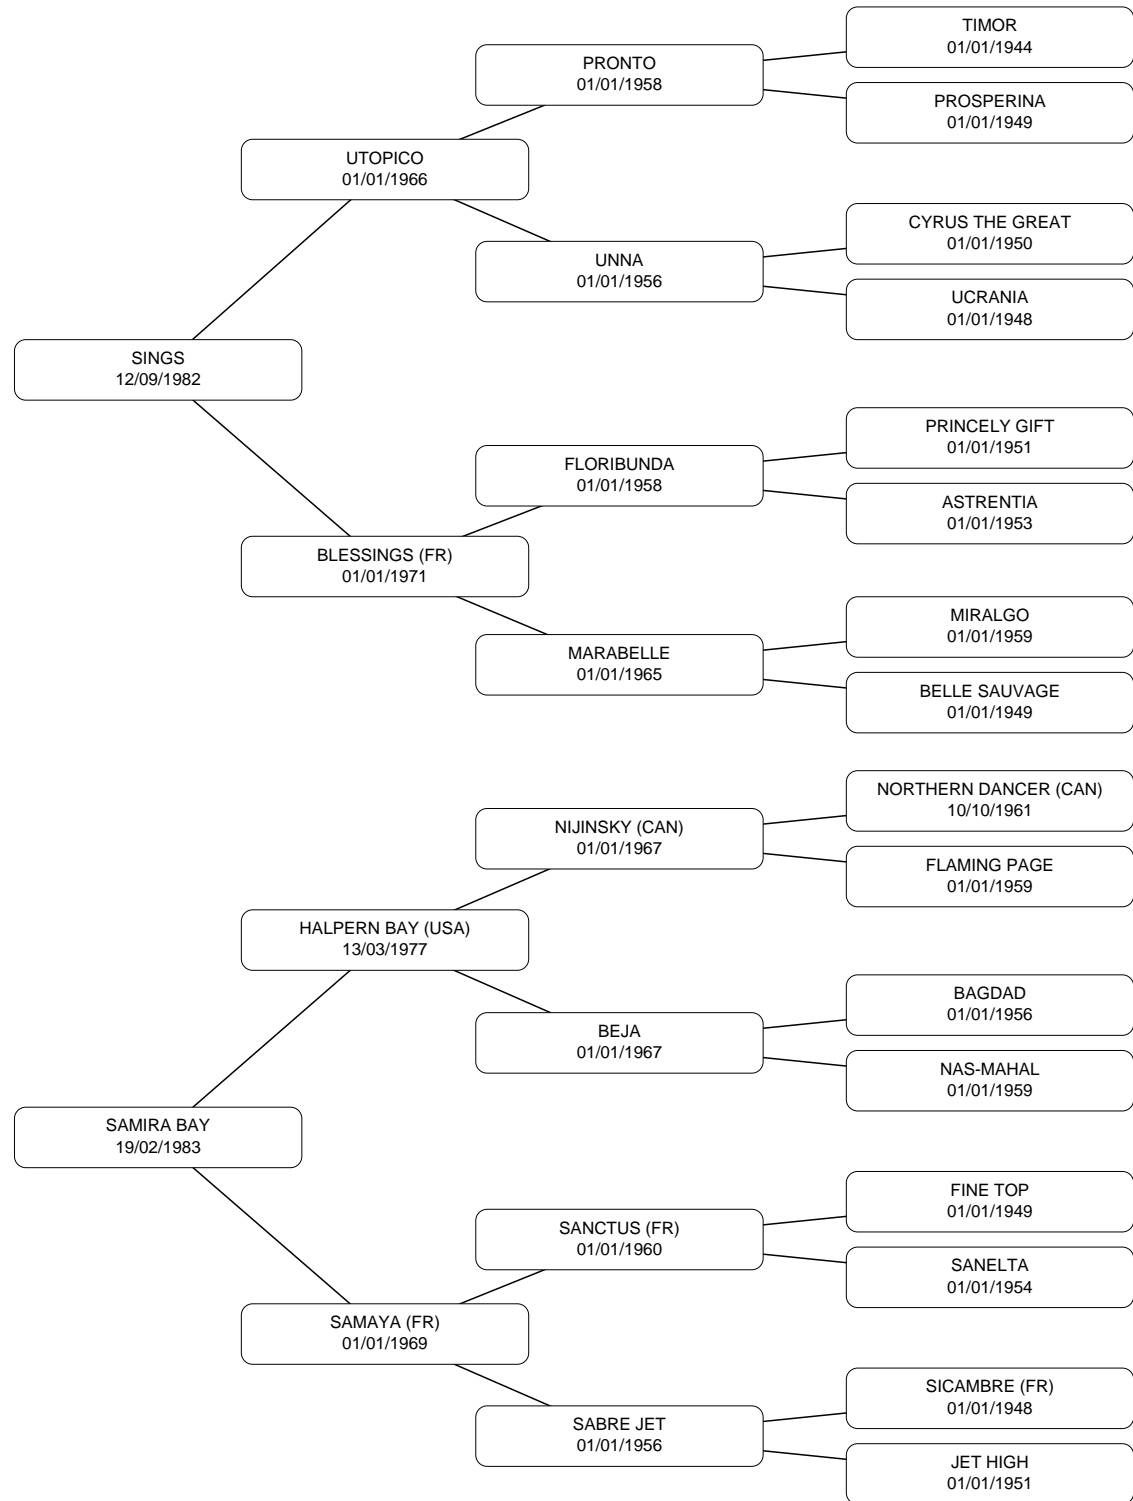 TIMOR
01/01/1944
PRONTO
01/01/1958
PROSPERINA
01/01/1949
UTOPICO
01/01/1966
CYRUS THE GREAT
01/01/1950
UNNA
01/01/1956
UCRANIA
01/01/1948
SINGS
12/09/1982
PRINCELY GIFT
01/01/1951
FLORIBUNDA
01/01/1958
ASTRENTIA
01/01/1953
BLESSINGS (FR)
01/01/1971
MIRALGO
01/01/1959
MARABELLE
01/01/1965
BELLE SAUVAGE
01/01/1949
NORTHERN DANCER (CAN)
10/10/1961
NIJINSKY (CAN)
01/01/1967
FLAMING PAGE
01/01/1959
HALPERN BAY (USA)
13/03/1977
BAGDAD
01/01/1956
BEJA
01/01/1967
NAS-MAHAL
01/01/1959
SAMIRA BAY
19/02/1983
FINE TOP
01/01/1949
SANCTUS (FR)
01/01/1960
SANELTA
01/01/1954
SAMAYA (FR)
01/01/1969
SICAMBRE (FR)
01/01/1948
SABRE JET
01/01/1956
JET HIGH
01/01/1951